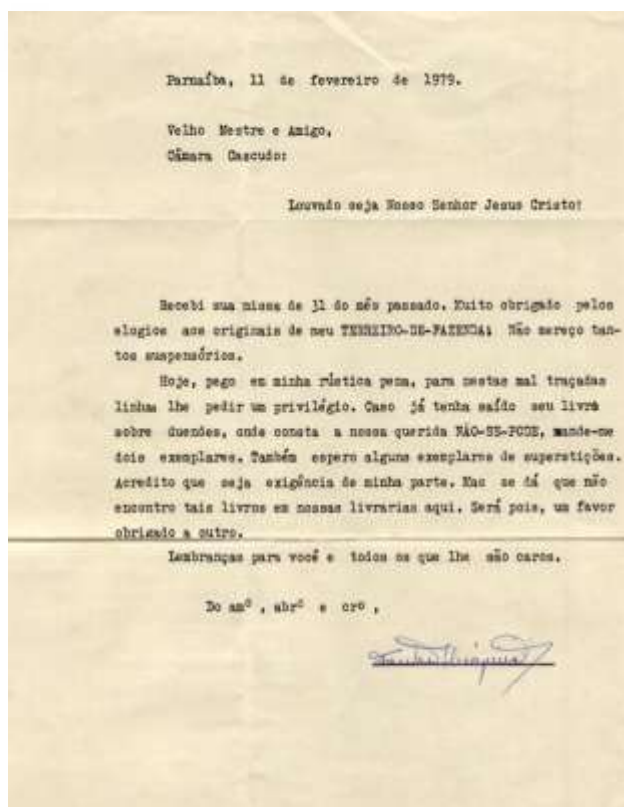 Parnaíba, 11 de fevereiro de 1979.
Velho Mestre e Amigo,
Câmara Cascudo:
Louvado seja Nosso Senhor Jesus Cristo!
Recebi sua missa de 31 do mês passado. Muito obrigado pelos
elogios aos originais de meu TERREIRO-DE-FAZENDA; Não mereço tan-
tos suspensórios.
Hoje, pego em minha rústica pena, para nestas mal traçadas
linhas lhe pedir um privilégio. Caso já tenha saído seu livro
sobre duendes, onde consta a nossa querida NÃO-SE-PODE, mande-me
dois exemplares. Também espero alguns exemplares de superstições.
Acredito que seja exigência de minha parte. Mas se dá que não
encontro tais livros em nossas livrarias aqui. Será pois, um favor
obrigado a outro.
Lembranças para você e todos os que lhe são caros.
Do amº, abrº e crº,